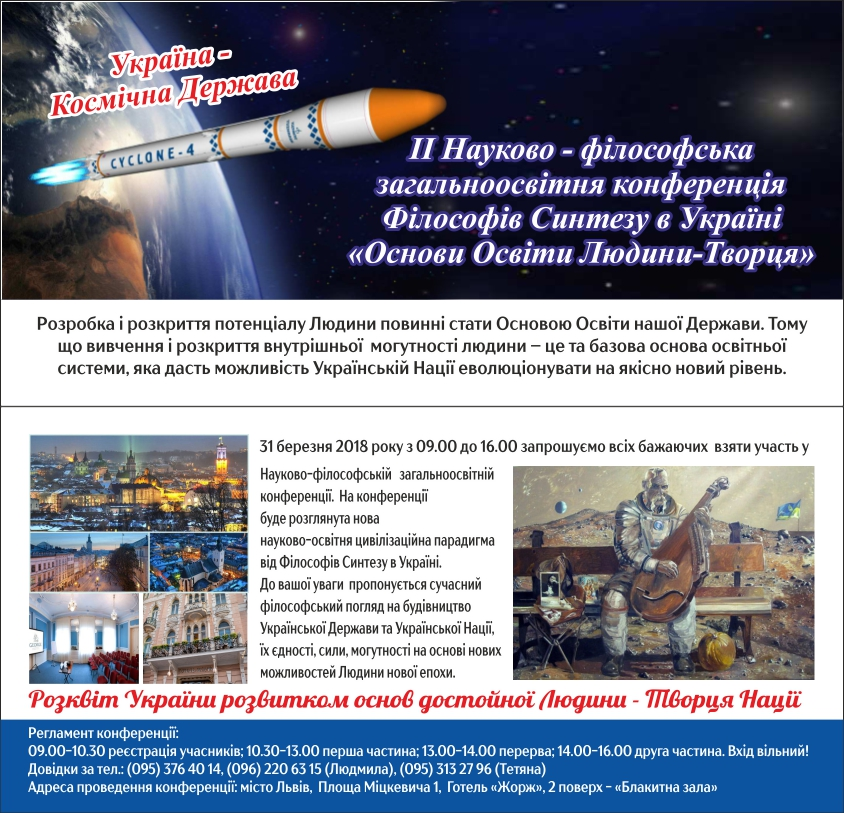 Україна -
Космічна Держава
CYCLONE-4
II Науково - філософська
загальноосвітня конференція
Філософів Синтезу в Україні
«Основи Освіти Людини-Творця»
Розробка і розкриття потенціалу Людини повинні стати Основою Освіти нашої Держави. Тому
що вивчення і розкриття внутрішньої могутності людини – це та базова основа освітньої
системи, яка дасть можливість Українській Нації еволюціонувати на якісно новий рівень.
31 березня 2018 року з 09.00 до 16.00 запрошуємо всіх бажаючих взяти участь у
Науково-філософській загальноосвітній
конференції. На конференції
буде розглянута нова
науково-освітня цивілізаційна парадигма
від Філософів Синтезу в Україні.
До вашої уваги пропонується сучасний
філософський погляд на будівництво
Української Держави та Української Нації,
їх єдності, сили, могутності на основі нових
можливостей Людини нової епохи.
Розквіт України розвитком основ достойної Людини - Творця Нації
Регламент конференції:
09.00-10.30 реєстрація учасників; 10.30-13.00 перша частина; 13.00-14.00 перерва; 14.00-16.00 друга частина. Вхід вільний!
Довідки за тел.: (095) 376 40 14, (096) 220 63 15 (Людмила), (095) 313 27 96 (Тетяна)
Адреса проведення конференції: місто Львів, Площа Міцкевича 1, Готель «Жорж», 2 поверх - «Блакитна зала»